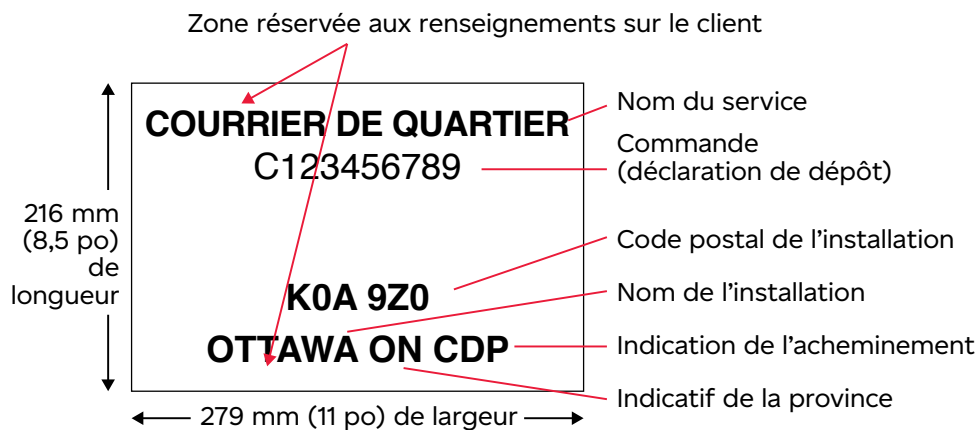 Zone réservée aux renseignements sur le client
COURRIER DE QUARTIER
C123456789
K0A 9Z0
OTTAWA ON CDP
216 mm
(8,5 po)
de
longueur
279 mm (11 po) de largeur
Nom du service
Commande
(déclaration de dépôt)
Code postal de l’installation
Nom de l’installation
Indication de l’acheminement
Indicatif de la province